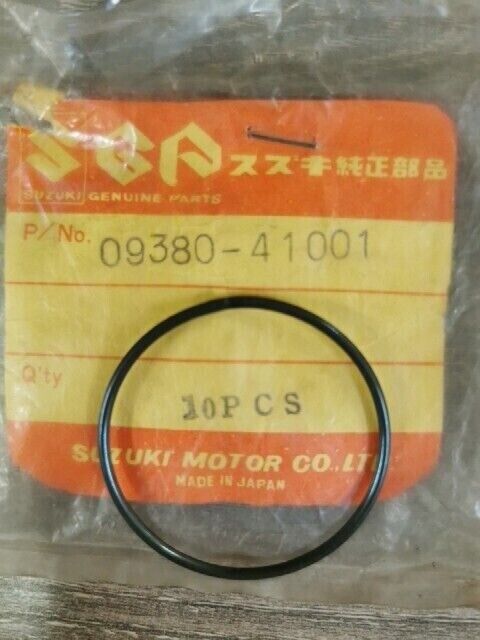 SGP スズキ純正部品
SUZUKI GENUINE PARTS
P/No. 09380-41001
Q'ty 10PCS
SUZUKI MOTOR CO., LTD
MADE IN JAPAN